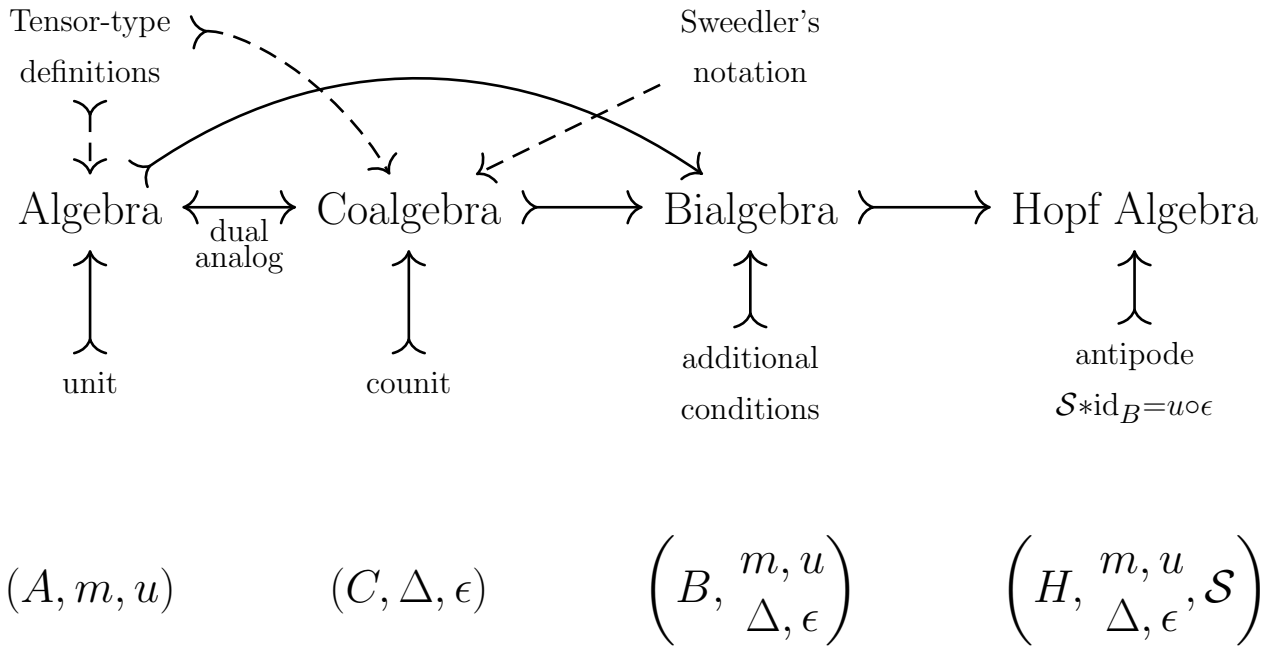 Tensor-type
definitions
Sweedler's
notation
Algebra
dual
analog
Coalgebra
Bialgebra
Hopf Algebra
unit
counit
additional
conditions
antipode
𝒮∗id_B=u∘ϵ
(A, m, u)
(C, Δ, ϵ)
(B, m, u
Δ, ϵ)
(H, m, u
Δ, ϵ, 𝒮)